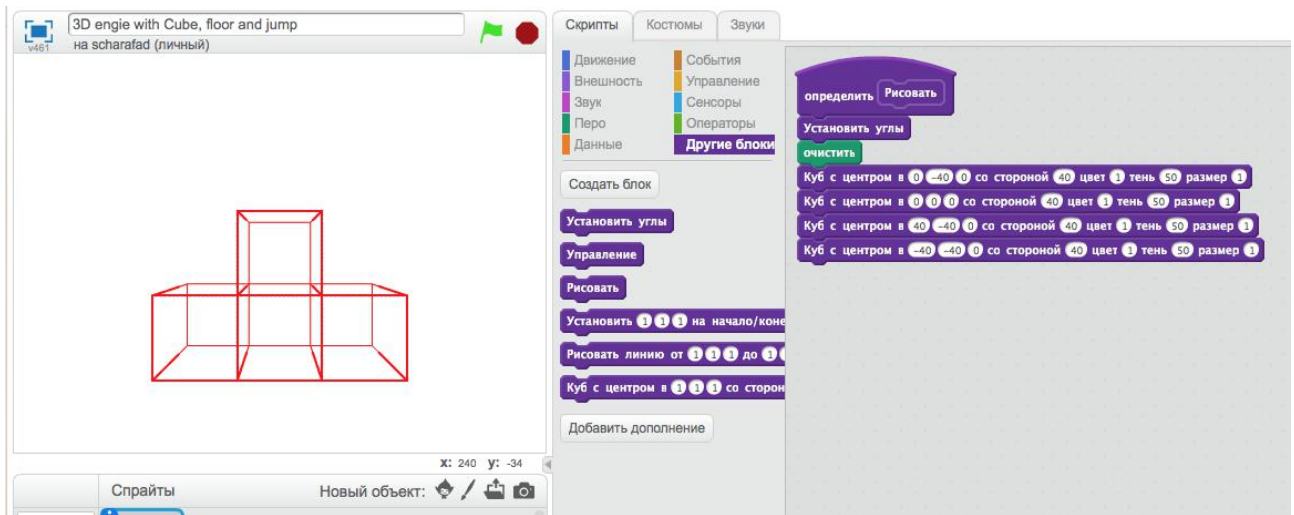 3D engie with Cube, floor and jump
на scharafad (личный)
v461
x: 240 y: -34
Спрайты
Новый объект:
Скрипты
Костюмы
Звуки
Движение
События
Внешность
Управление
Звук
Сенсоры
Перо
Операторы
Данные
Другие блоки
Создать блок
Установить углы
Управление
Рисовать
Установить 1 1 1 на начало/коне
Рисовать линию от 1 1 1 до 1
Куб с центром в 1 1 1 со сторон
Добавить дополнение
определить Рисовать
Установить углы
очистить
Куб с центром в 0 -40 0 со стороной 40 цвет 1 тень 50 размер 1
Куб с центром в 0 0 0 со стороной 40 цвет 1 тень 50 размер 1
Куб с центром в 40 -40 0 со стороной 40 цвет 1 тень 50 размер 1
Куб с центром в -40 -40 0 со стороной 40 цвет 1 тень 50 размер 1